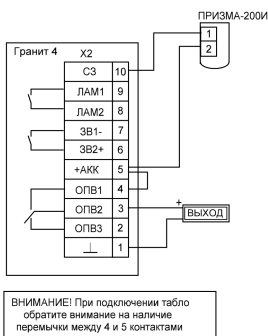 ПРИЗМА-200И
1
2
Гранит 4
X2
СЗ 10
ЛАМ1 9
ЛАМ2 8
ЗВ1- 7
ЗВ2+ 6
+АКК 5
ОПВ1 4
ОПВ2 3
ОПВ3 2
⊥ 1
+
ВЫХОД
ВНИМАНИЕ! При подключении табло
обратите внимание на наличие
перемычки между 4 и 5 контактами